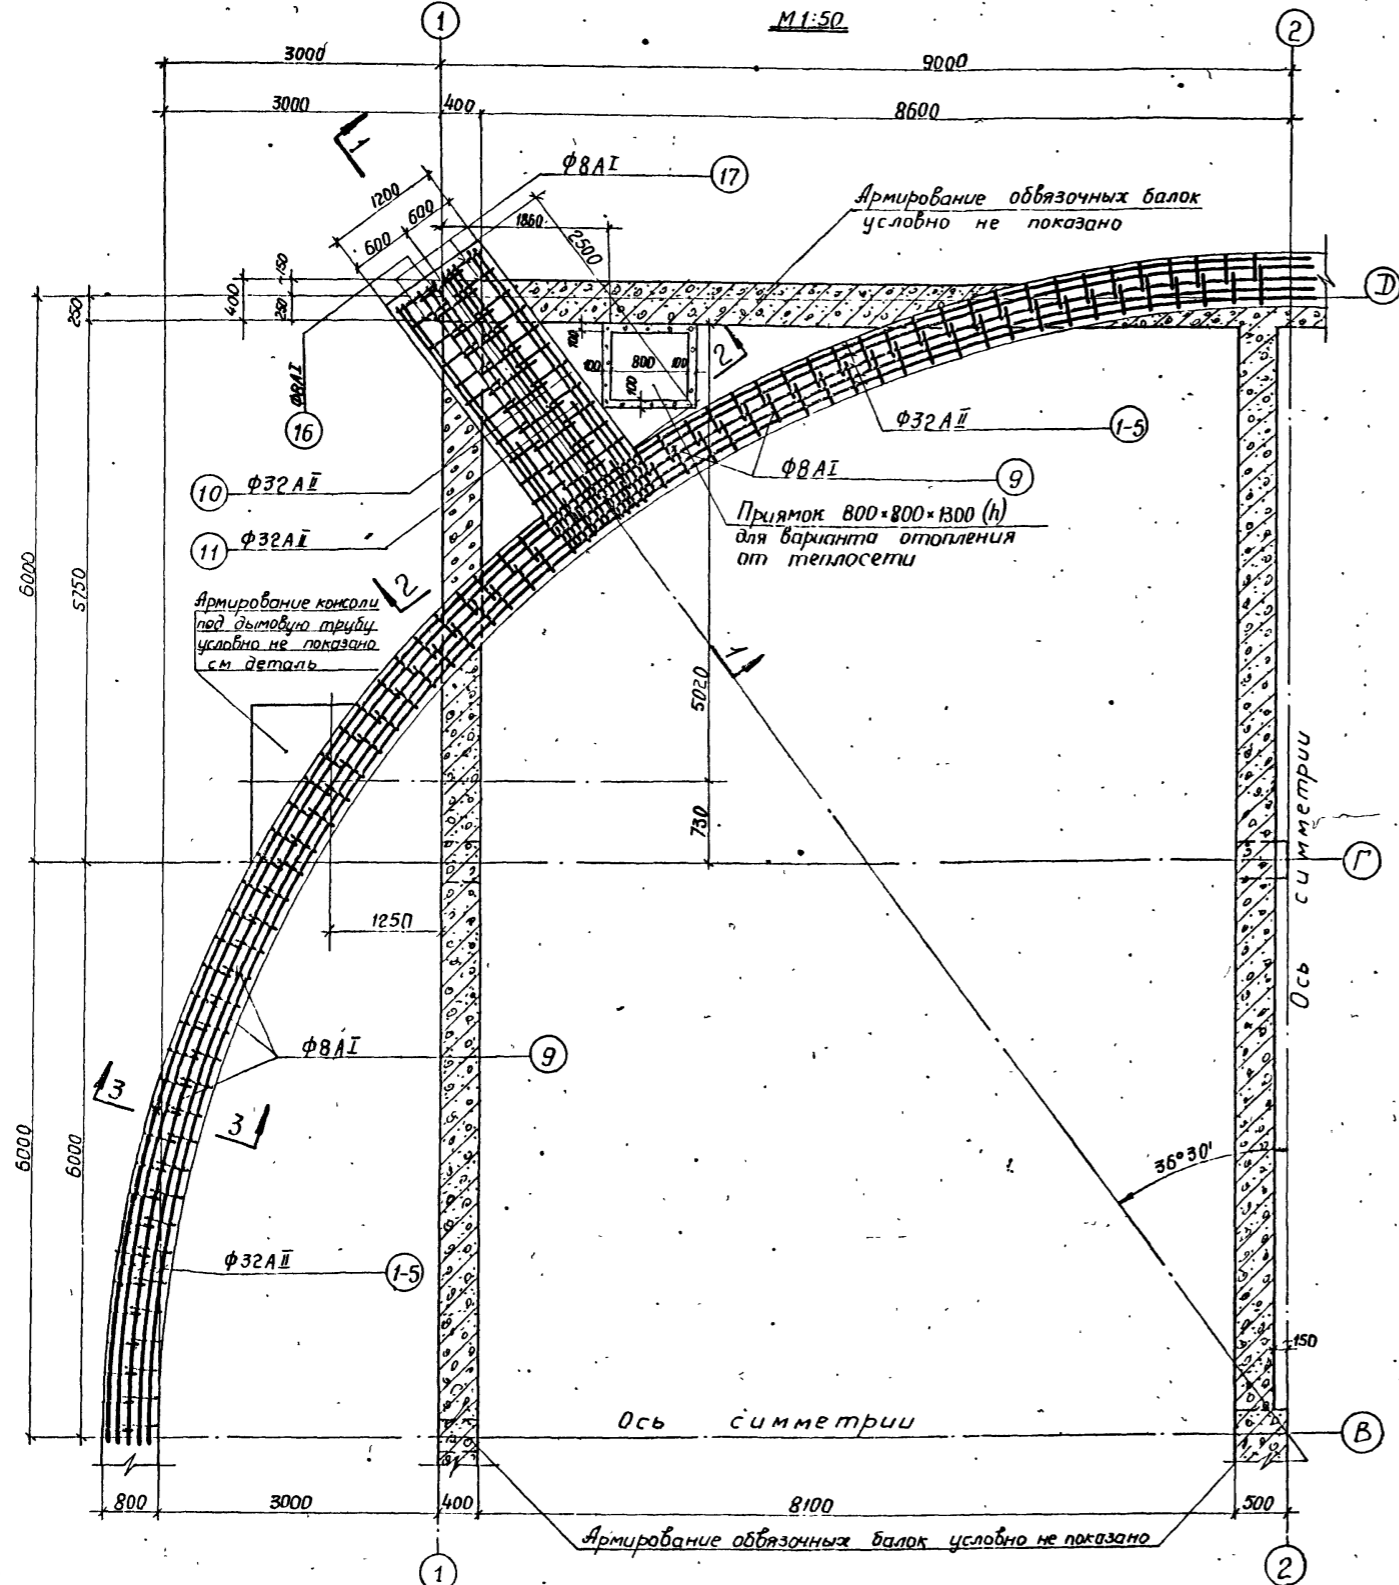 М 1:50
1
2
3000
9000
3000
400
8600
1
ф8АI
17
1200
600
600
1860
2500
Армирование обвязочных балок
условно не показано
150
400
250
250
Д
100
100
800
100
100
2
ф8АI
16
ф32АII
1-5
10
ф32АII
ф8АI
9
11
ф32АII
Приямок 800×800×1300 (h)
для варианта отопления
от теплосети
6000
5750
2
Армирование консоли
под дымовую трубу
условно не показано
см деталь
1
5020
730
Ось симметрии
Г
1250
ф8АI
9
3
3
6000
6000
36°30'
ф32АII
1-5
150
Ось симметрии
В
800
3000
400
8100
500
Армирование обвязочных балок условно не показано
1
2